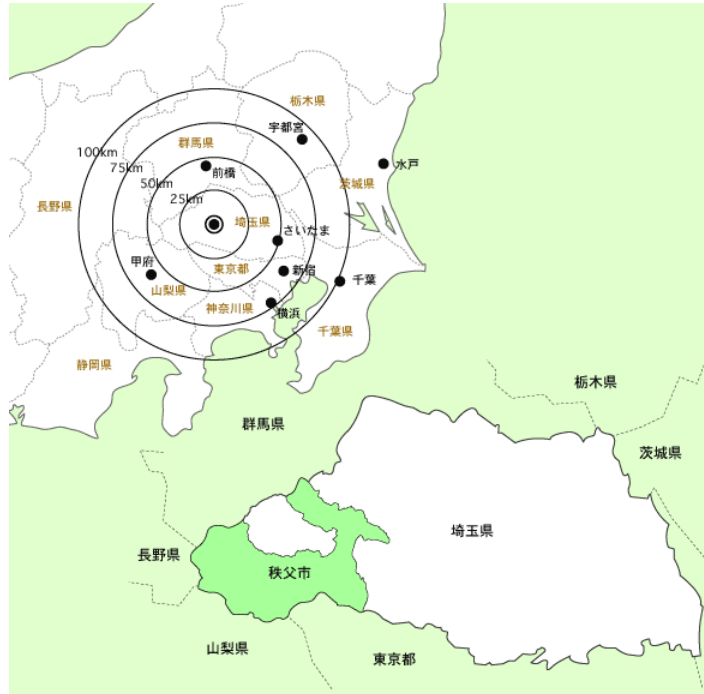 栃木県
宇都宮
群馬県
100km
水戸
75km
前橋
50km
茨城県
25km
長野県
埼玉県
さいたま
甲府
東京都
新宿
千葉
山梨県
神奈川県
横浜
千葉県
静岡県
栃木県
群馬県
茨城県
埼玉県
長野県
秩父市
山梨県
東京都